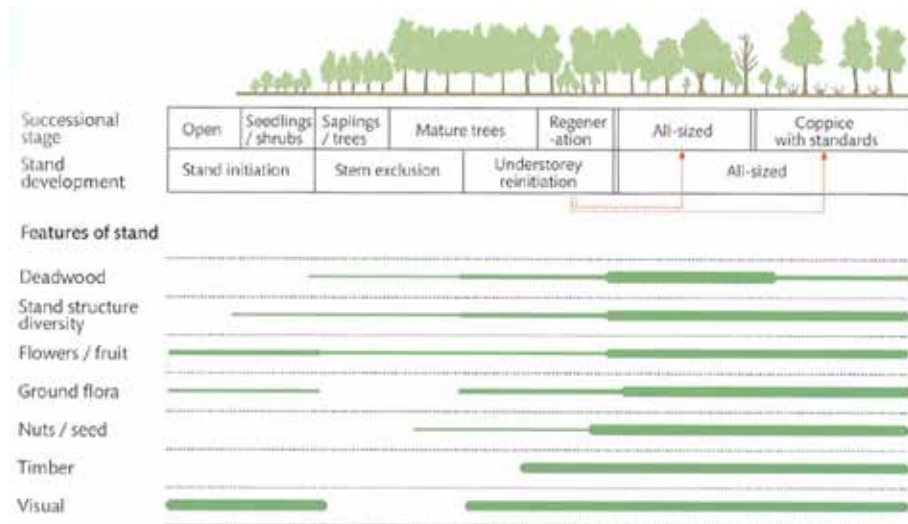 Successional
stage
Open
Seedlings
/ shrubs
Saplings
/ trees
Mature trees
Regener
-ation
All-sized
Coppice
with standards
Stand
development
Stand initiation
Stem exclusion
Understorey
reinitiation
All-sized
Features of stand
Deadwood
Stand structure
diversity
Flowers / fruit
Ground flora
Nuts / seed
Timber
Visual